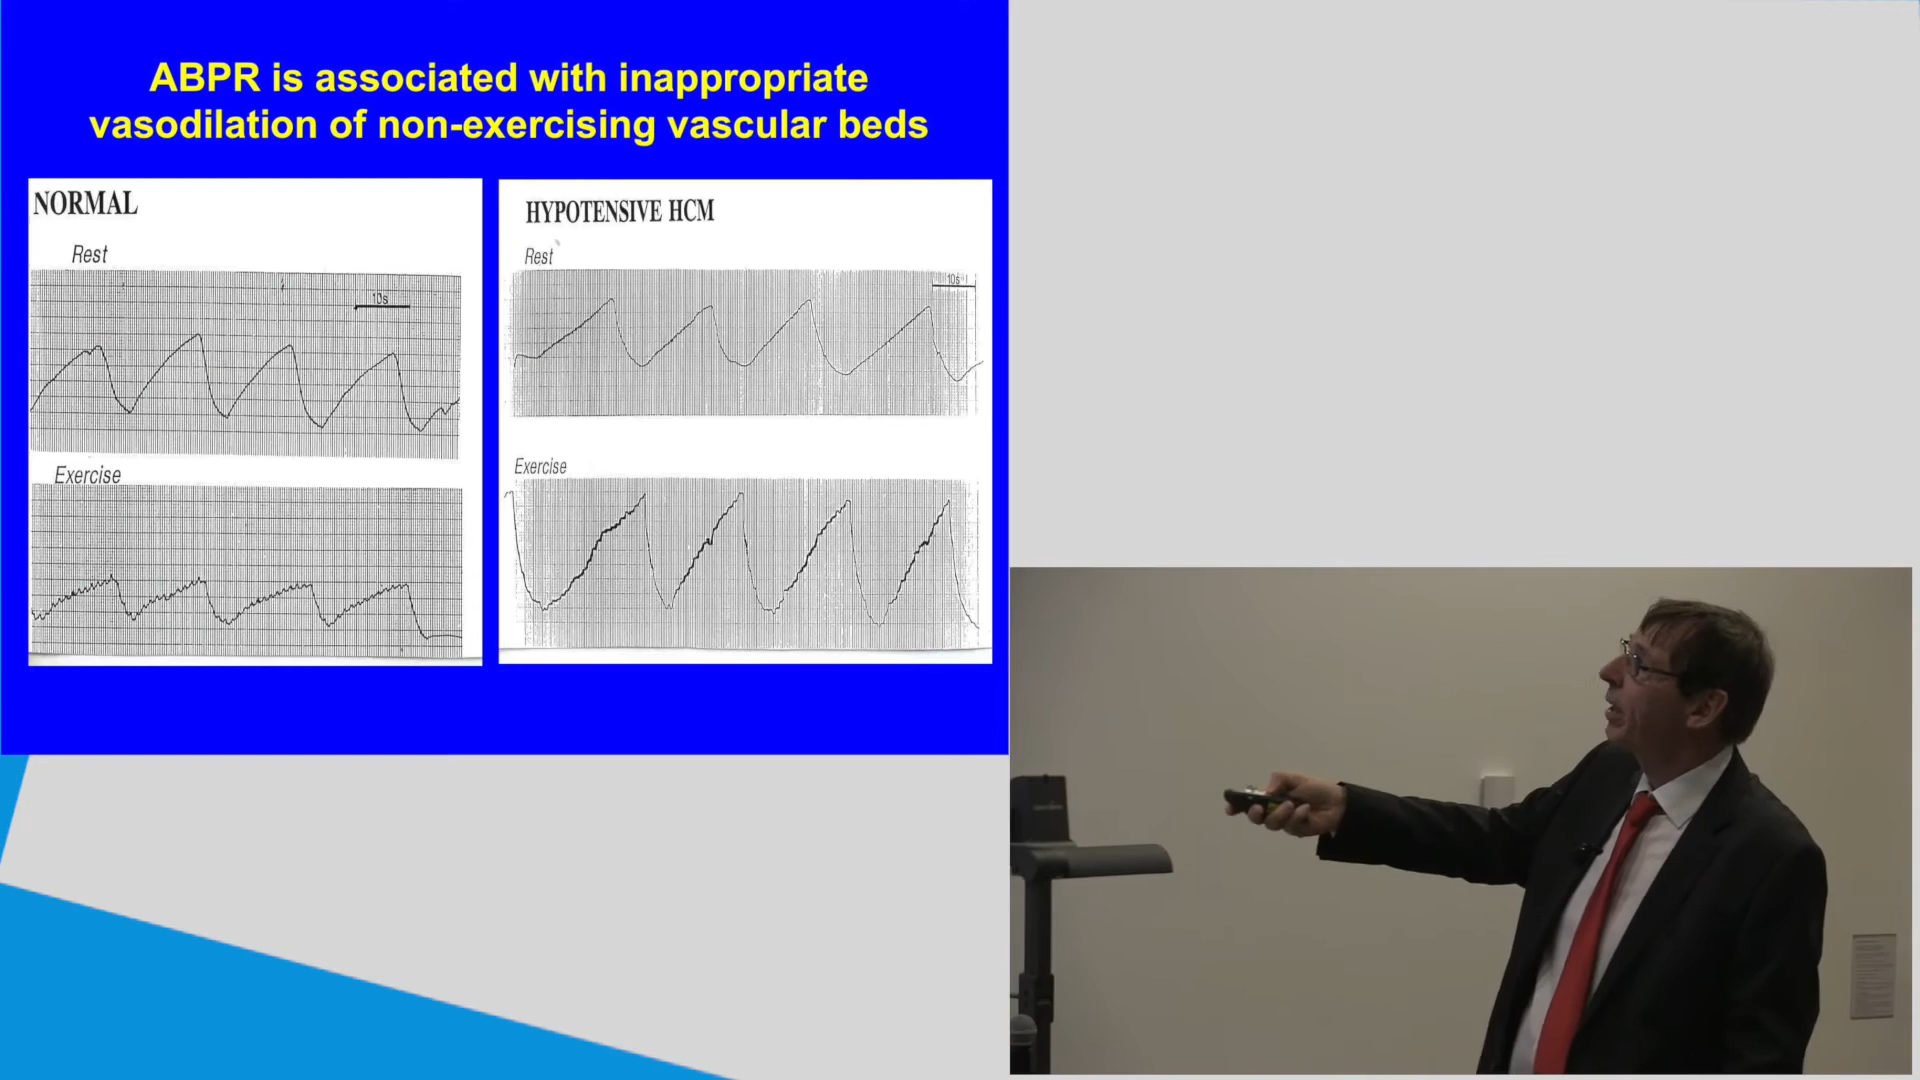 ABPR is associated with inappropriate
vasodilation of non-exercising vascular beds
NORMAL
Rest
10s
Exercise
HYPOTENSIVE HCM
Rest
10s
Exercise